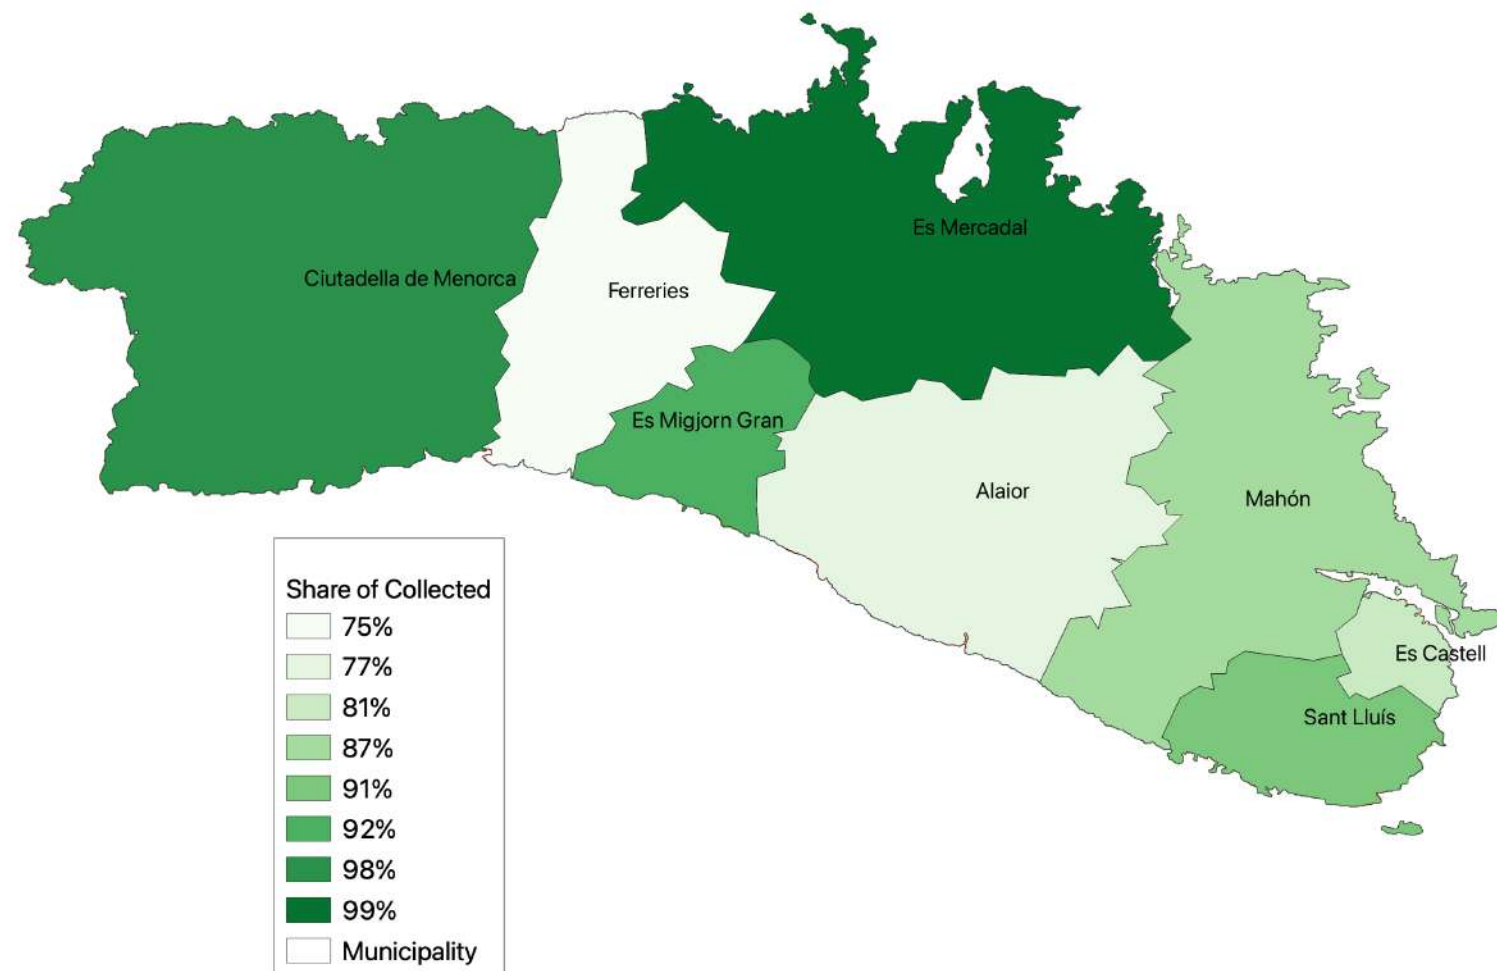 Es Mercadal
Ciutadella de Menorca
Ferreries
Es Migjorn Gran
Alaior
Mahón
Es Castell
Sant Lluís
Share of Collected
75%
77%
81%
87%
91%
92%
98%
99%
Municipality